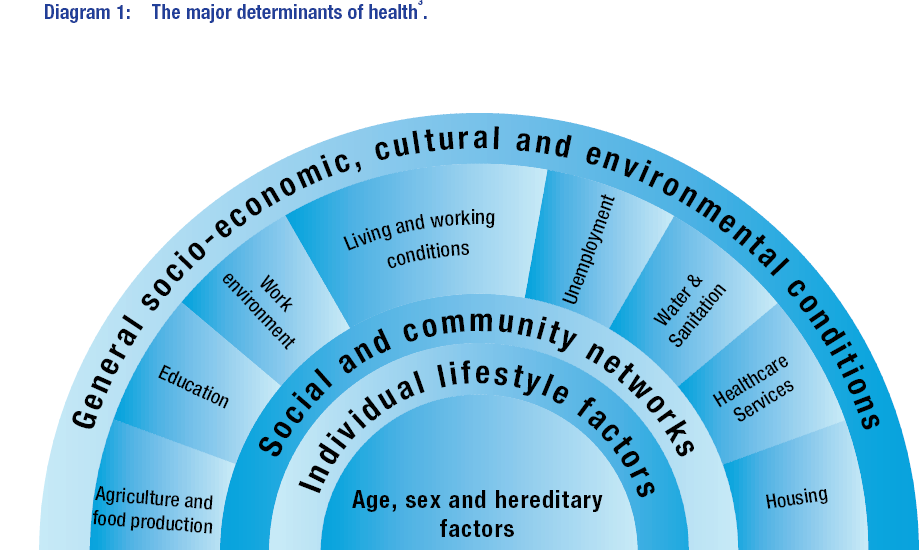 Diagram 1: The major determinants of health³.
General socio-economic, cultural and environmental conditions
Living and working
conditions
Unemployment
Work
environment
Water &
Sanitation
Education
Healthcare
Services
Agriculture and
food production
Housing
Social and community networks
Individual lifestyle factors
Age, sex and hereditary
factors